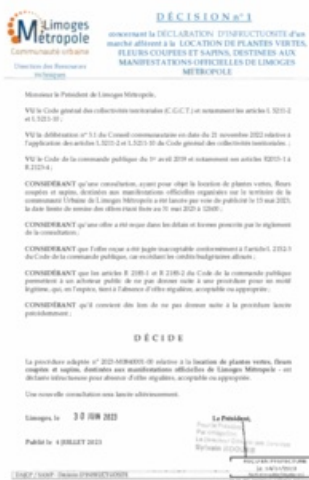 Limoges
Métropole
Communauté urbaine
Direction des Ressources
techniques
DÉCISION n° 1
concernant la DÉCLARATION D'INFRUCTUOSITÉ d'un
marché afférent à la LOCATION DE PLANTES VERTES,
FLEURS COUPÉES ET SAPINS, DESTINÉES AUX
MANIFESTATIONS OFFICIELLES DE LIMOGES
MÉTROPOLE
Monsieur le Président de Limoges Métropole,
VU le Code général des collectivités territoriales (C.G.C.T.) et notamment les articles L 5211-2
et L 5211-10 ;
VU la délibération n° du Conseil communautaire en date du 21 novembre 2022 relative à
l'application des articles L 5211-2 et L 5211-10 du Code général des collectivités territoriales ;
VU le Code de la commande publique du 1er avril 2019 et notamment ses articles et
CONSIDÉRANT qu'une consultation, ayant pour objet la location de plantes vertes, fleurs
coupées et sapins, destinées aux manifestations officielles organisées sur le territoire de la
communauté Urbaine de Limoges Métropole a été lancée par voie de publicité le 15 mai 2023,
la date limite de remise des offres étant fixée au 31 mai 2023 à 12h00 ;
CONSIDÉRANT qu'une offre a été reçue dans les délais et formes prescrits par le règlement
de la consultation ;
CONSIDÉRANT que l'offre reçue a été jugée inacceptable conformément à l'article L 2152-3
du Code de la commande publique, car excédant les crédits budgétaires alloués ;
CONSIDÉRANT que les articles R 2185-1 et R 2185-2 du Code de la commande publique
permettent à un acheteur public de ne pas donner suite à une procédure pour un motif
légitime, qui, en l'espèce, tient à l'absence d'offre régulière, acceptable ou appropriée ;
CONSIDÉRANT qu'il convient dès lors de ne pas donner suite à la procédure lancée
précédemment ;
DÉCIDE
La procédure adaptée n° relative à la location de plantes vertes, fleurs
coupées et sapins, destinées aux manifestations officielles de Limoges Métropole - est
déclarée infructueuse pour absence d'offre régulière, acceptable ou appropriée.
Une nouvelle consultation sera lancée ultérieurement.
Limoges, le 30 JUIN 2023
Le Président,
Publié le 4 JUILLET 2023